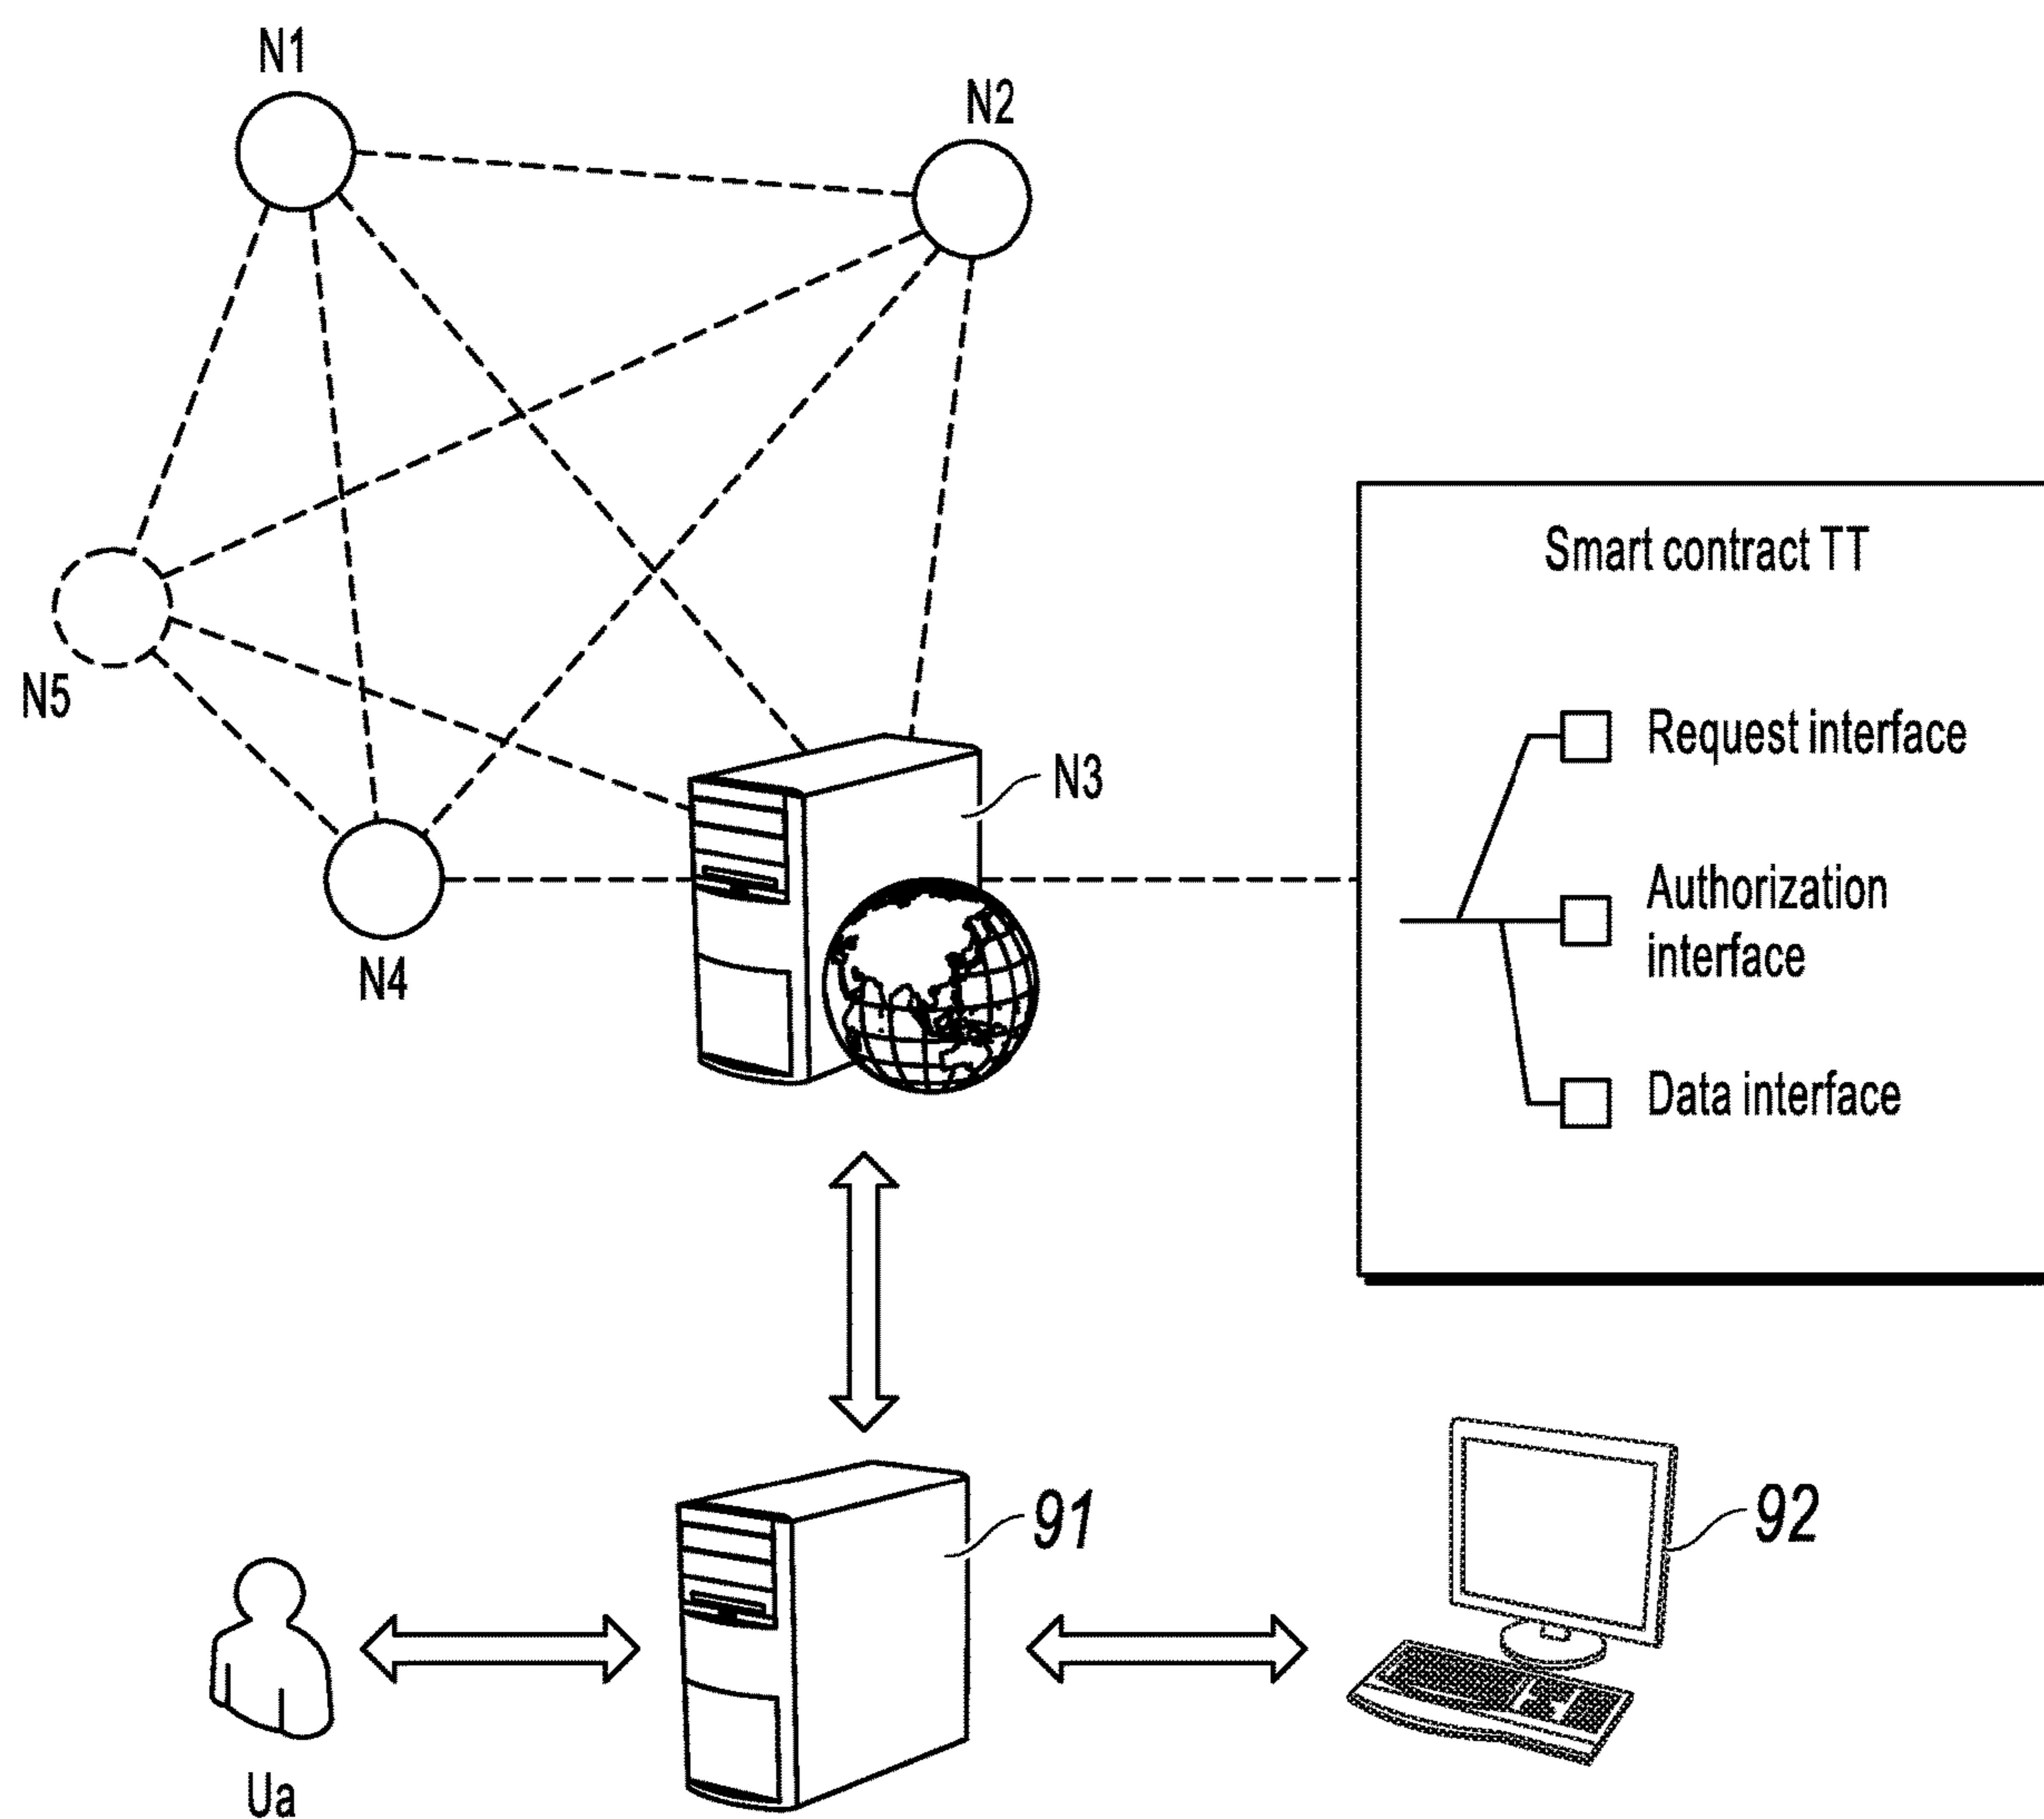 N1
N2
Smart contract TT
N5
Request interface
N3
Authorization
interface
N4
Data interface
91
92
Ua